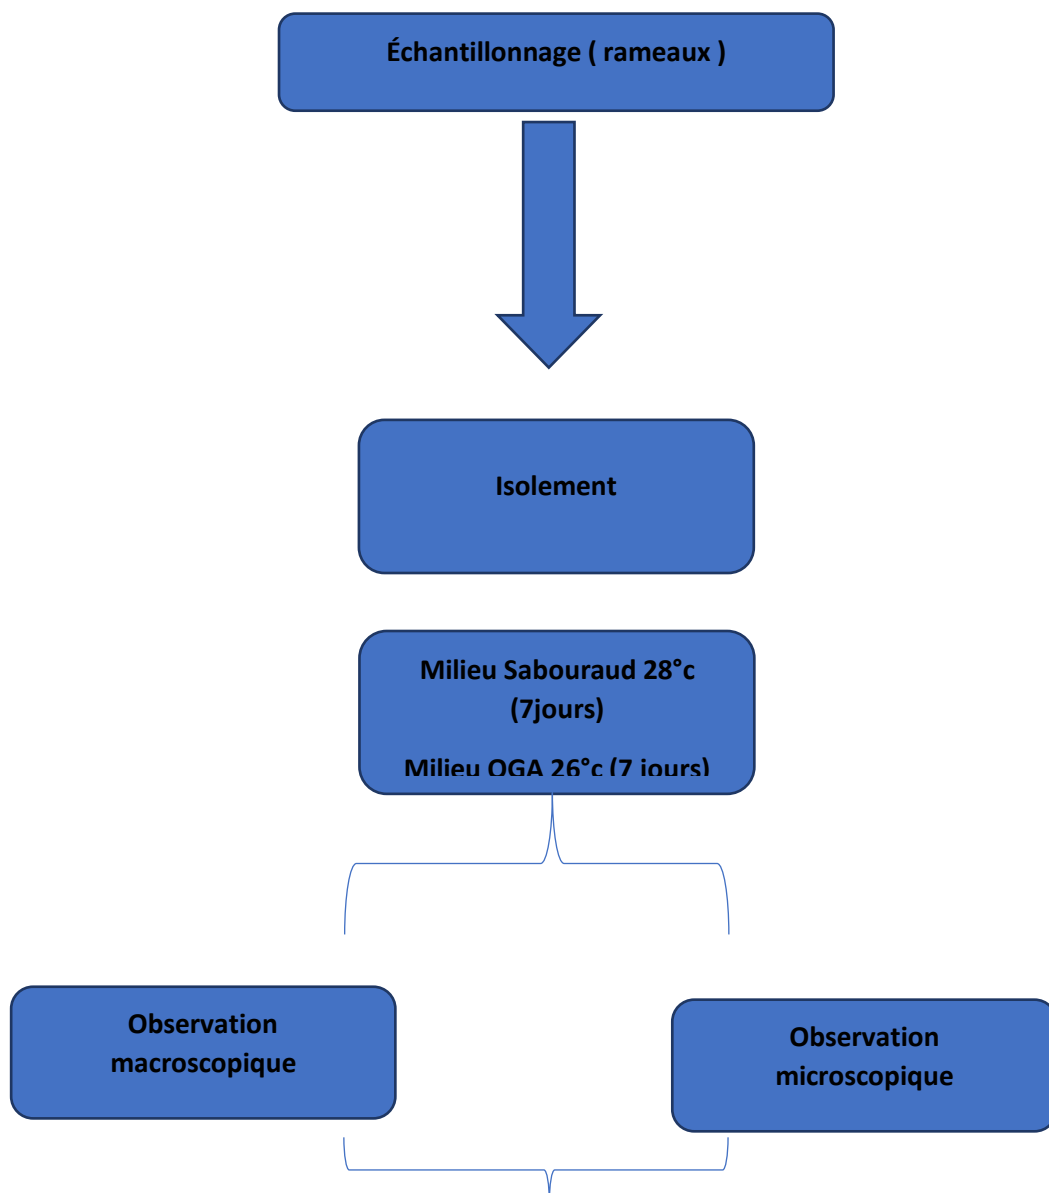 Échantillonnage ( rameaux )
Isolement
Milieu Sabouraud 28°c
(7jours)
Milieu OGA 26°c (7 jours)
Observation
macroscopique
Observation
microscopique